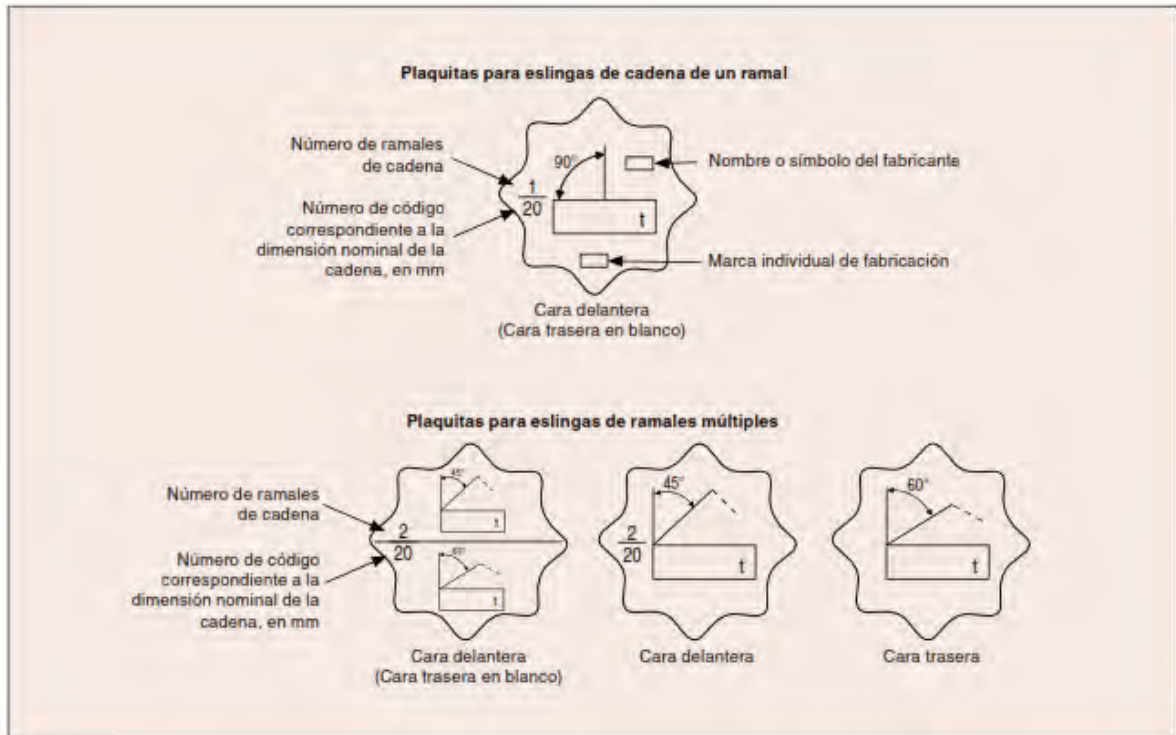 Plaquitas para eslingas de cadena de un ramal
Número de ramales
de cadena
90°
Nombre o símbolo del fabricante
1
20
t
Número de código
correspondiente a la
dimensión nominal de la
cadena, en mm
Marca individual de fabricación
Cara delantera
(Cara trasera en blanco)
Plaquitas para eslingas de ramales múltiples
Número de ramales
de cadena
Número de código
correspondiente a la
dimensión nominal de la
cadena, en mm
45°
t
2
20
60°
t
Cara delantera
(Cara trasera en blanco)
45°
2
20
t
Cara delantera
60°
t
Cara trasera